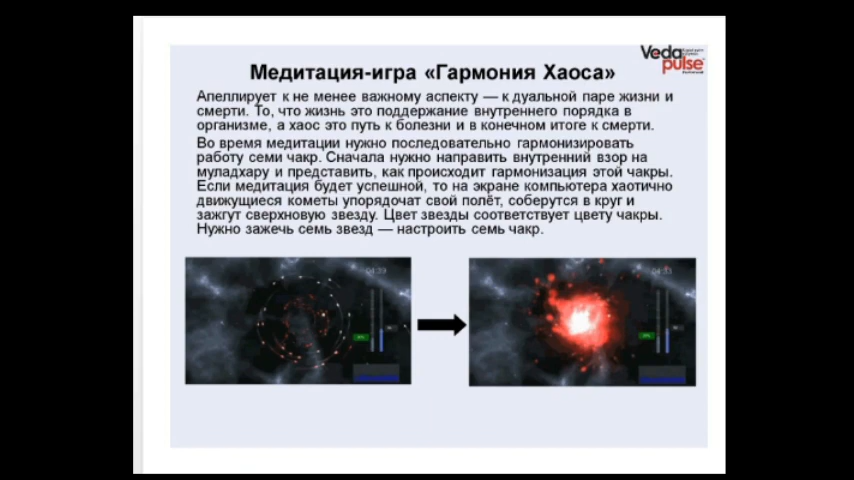 Veda
pulse
Медитация-игра «Гармония Хаоса»
Апеллирует к не менее важному аспекту — к дуальной паре жизни и
смерти. То, что жизнь это поддержание внутреннего порядка в
организме, а хаос это путь к болезни и в конечном итоге к смерти.
Во время медитации нужно последовательно гармонизировать
работу семи чакр. Сначала нужно направить внутренний взор на
муладхару и представить, как происходит гармонизация этой чакры.
Если медитация будет успешной, то на экране компьютера хаотично
движущиеся кометы упорядочат свой полёт, соберутся в круг и
зажгут сверхновую звезду. Цвет звезды соответствует цвету чакры.
Нужно зажечь семь звезд — настроить семь чакр.
04:39
04:33